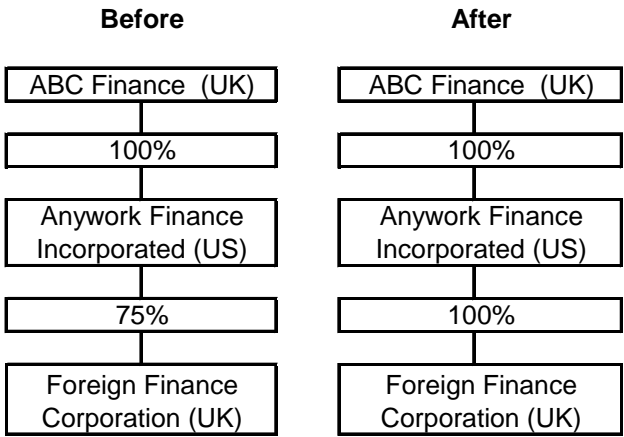 Before
ABC Finance (UK)
100%
Anywork Finance
Incorporated (US)
75%
Foreign Finance
Corporation (UK)
After
ABC Finance (UK)
100%
Anywork Finance
Incorporated (US)
100%
Foreign Finance
Corporation (UK)